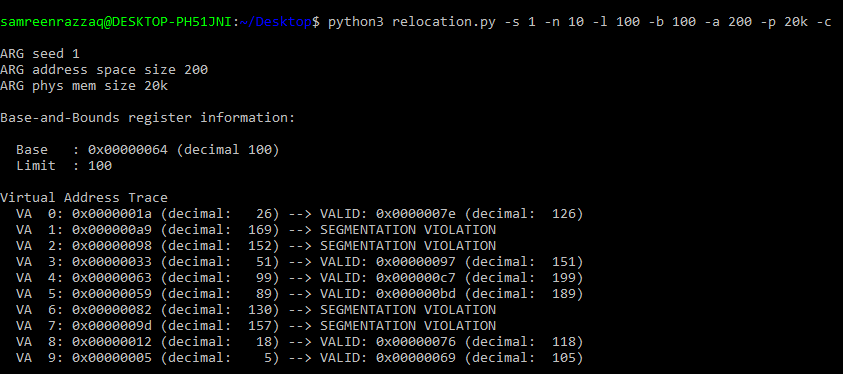 samreenrazzaq@DESKTOP-PH51JNI:~/Desktop$ python3 relocation.py -s 1 -n 10 -l 100 -b 100 -a 200 -p 20k -c
ARG seed 1
ARG address space size 200
ARG phys mem size 20k
Base-and-Bounds register information:
Base   : 0x00000064 (decimal 100)
Limit  : 100
Virtual Address Trace
VA  0: 0x0000001a (decimal:   26) --> VALID: 0x0000007e (decimal:  126)
VA  1: 0x000000a9 (decimal:  169) --> SEGMENTATION VIOLATION
VA  2: 0x00000098 (decimal:  152) --> SEGMENTATION VIOLATION
VA  3: 0x00000033 (decimal:   51) --> VALID: 0x00000097 (decimal:  151)
VA  4: 0x00000063 (decimal:   99) --> VALID: 0x000000c7 (decimal:  199)
VA  5: 0x00000059 (decimal:   89) --> VALID: 0x000000bd (decimal:  189)
VA  6: 0x00000082 (decimal:  130) --> SEGMENTATION VIOLATION
VA  7: 0x0000009d (decimal:  157) --> SEGMENTATION VIOLATION
VA  8: 0x00000012 (decimal:   18) --> VALID: 0x00000076 (decimal:  118)
VA  9: 0x00000005 (decimal:    5) --> VALID: 0x00000069 (decimal:  105)